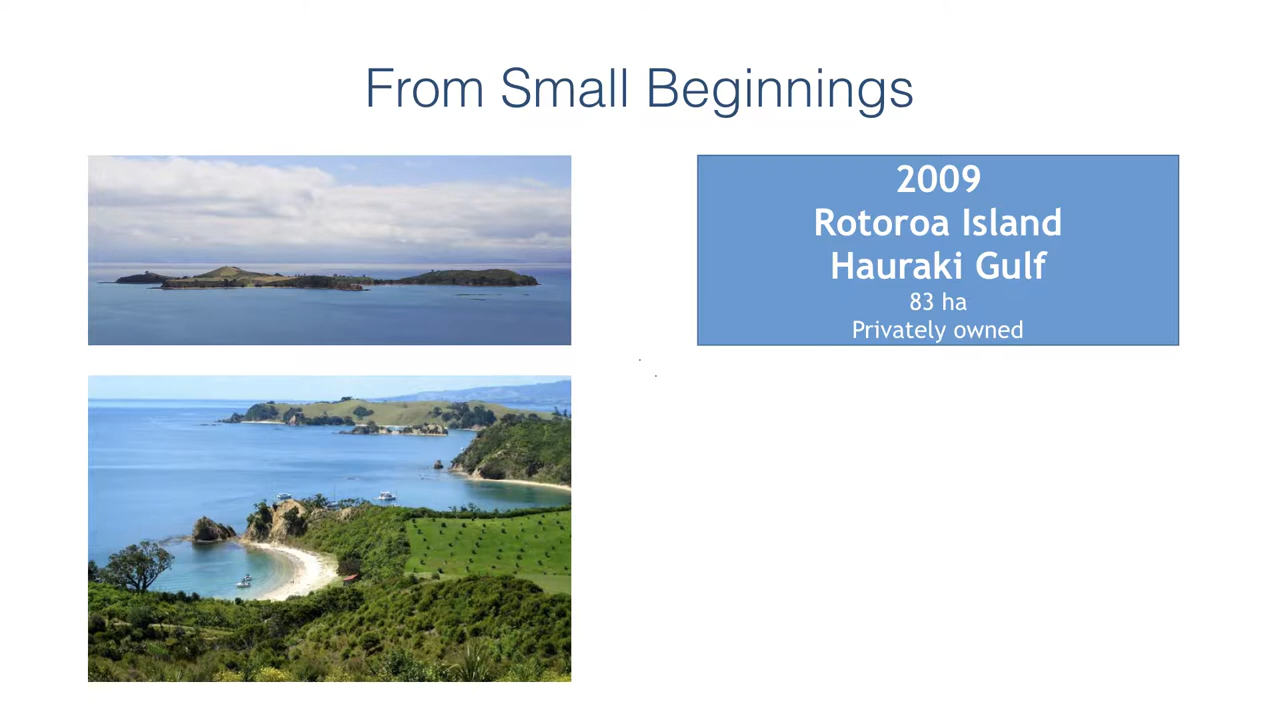 From Small Beginnings
2009
Rotoroa Island
Hauraki Gulf
83 ha
Privately owned